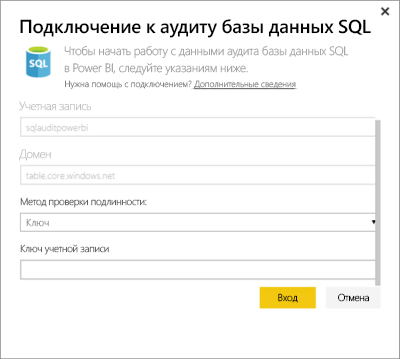 Подключение к аудиту базы данных SQL
Чтобы начать работу с данными аудита базы данных SQL
в Power BI, следуйте указаниям ниже.
Нужна помощь с подключением? Дополнительные сведения
SQL
Учетная запись
sqlauditpowerbi
Домен
table.core.windows.net
Метод проверки подлинности:
Ключ
Ключ учетной записи
Вход
Отмена